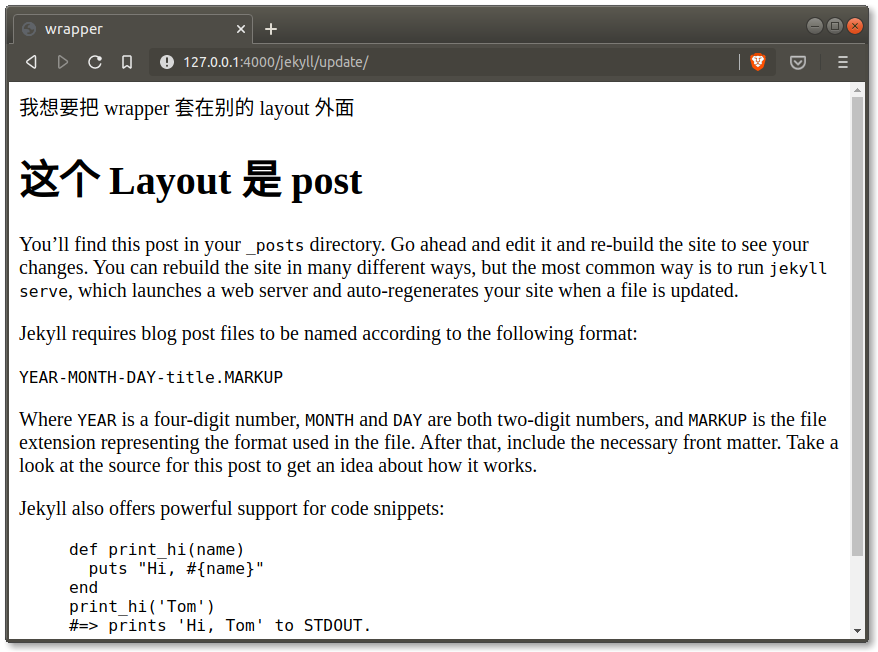 wrapper
127.0.0.1:4000/jekyll/update/
我想要把 wrapper 套在别的 layout 外面
这个 Layout 是 post
You’ll find this post in your _posts directory. Go ahead and edit it and re-build the site to see your
changes. You can rebuild the site in many different ways, but the most common way is to run jekyll
serve, which launches a web server and auto-regenerates your site when a file is updated.
Jekyll requires blog post files to be named according to the following format:
YEAR-MONTH-DAY-title.MARKUP
Where YEAR is a four-digit number, MONTH and DAY are both two-digit numbers, and MARKUP is the file
extension representing the format used in the file. After that, include the necessary front matter. Take a
look at the source for this post to get an idea about how it works.
Jekyll also offers powerful support for code snippets:
def print_hi(name)
  puts "Hi, #{name}"
end
print_hi('Tom')
#=> prints 'Hi, Tom' to STDOUT.